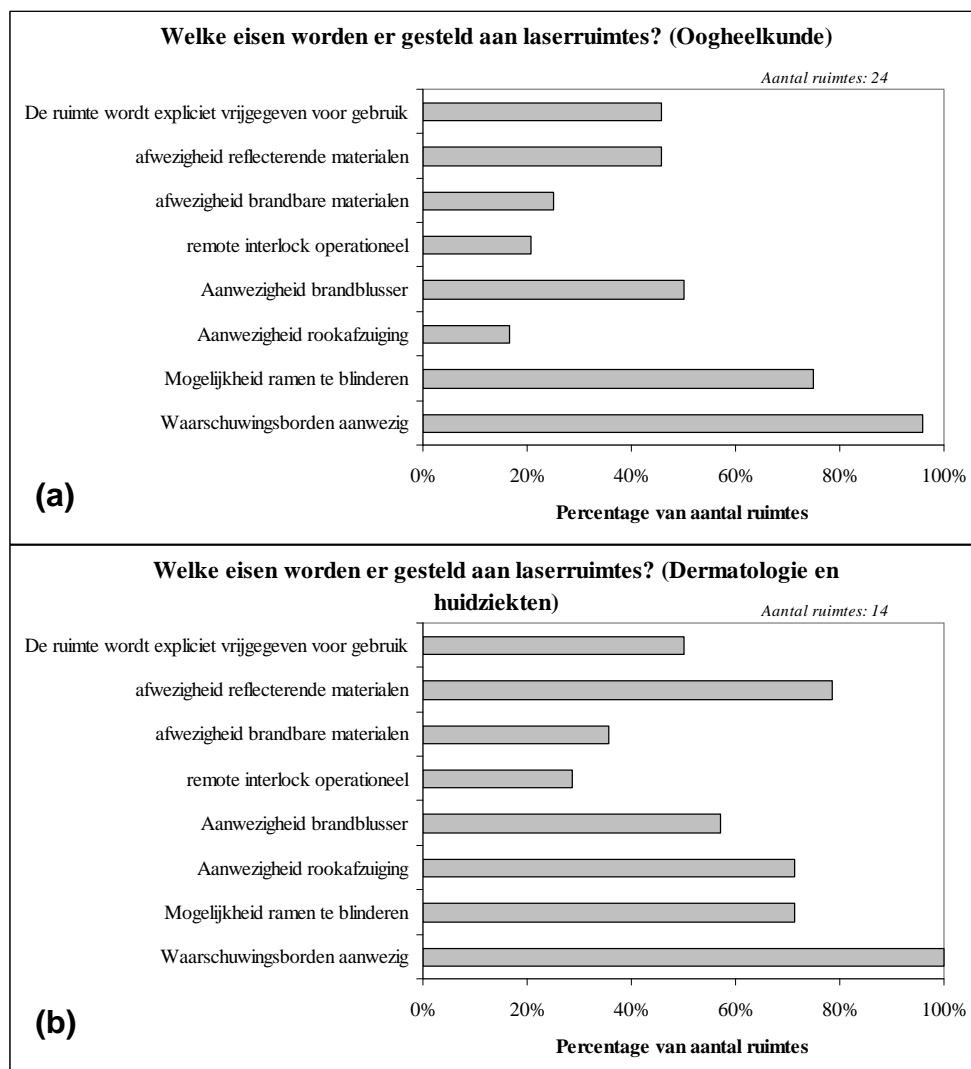 Welke eisen worden er gesteld aan laserruimtes? (Oogheelkunde)
Aantal ruimtes: 24
De ruimte wordt expliciet vrijgegeven voor gebruik
afwezigheid reflecterende materialen
afwezigheid brandbare materialen
remote interlock operationeel
Aanwezigheid brandblusser
Aanwezigheid rookafzuiging
Mogelijkheid ramen te blinderen
Waarschuwingsborden aanwezig
0% 20% 40% 60% 80% 100%
(a)
Percentage van aantal ruimtes
Welke eisen worden er gesteld aan laserruimtes? (Dermatologie en
huidziekten)
Aantal ruimtes: 14
De ruimte wordt expliciet vrijgegeven voor gebruik
afwezigheid reflecterende materialen
afwezigheid brandbare materialen
remote interlock operationeel
Aanwezigheid brandblusser
Aanwezigheid rookafzuiging
Mogelijkheid ramen te blinderen
Waarschuwingsborden aanwezig
0% 20% 40% 60% 80% 100%
(b)
Percentage van aantal ruimtes